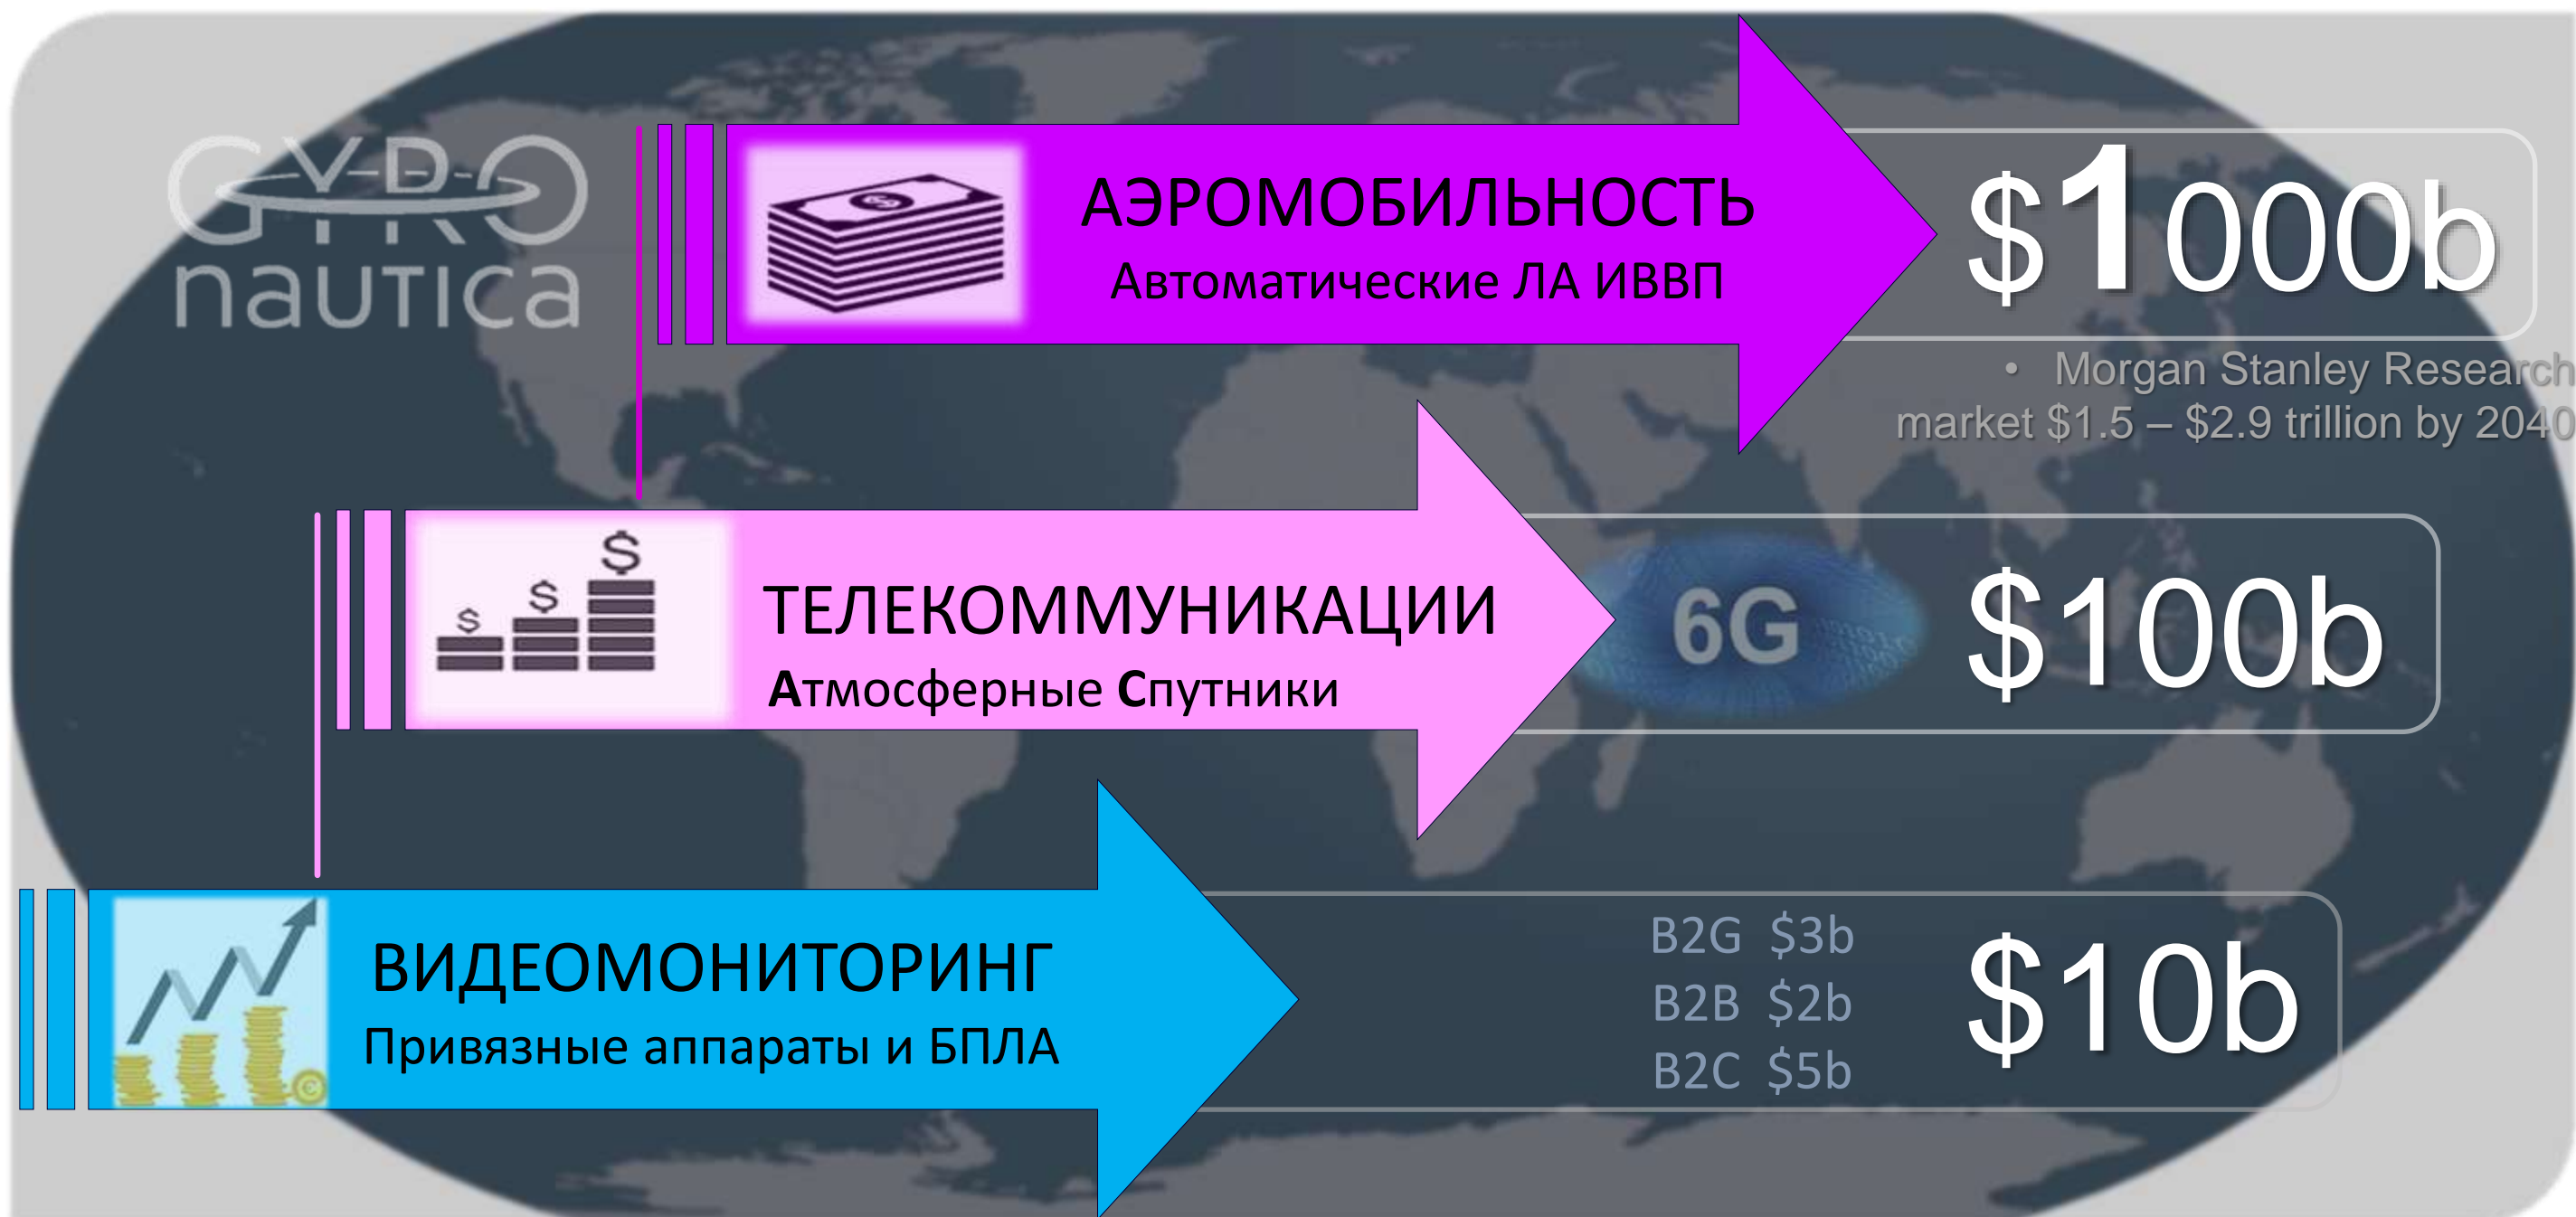 GYRO
nautica
АЭРОМОБИЛЬНОСТЬ
Автоматические ЛА ИВВП
$1000b
• Morgan Stanley Research
market $1.5 – $2.9 trillion by 2040
$ $ $
ТЕЛЕКОММУНИКАЦИИ
Атмосферные Спутники
6G
$100b
ВИДЕОМОНИТОРИНГ
Привязные аппараты и БПЛА
B2G $3b
B2B $2b
B2C $5b
$10b